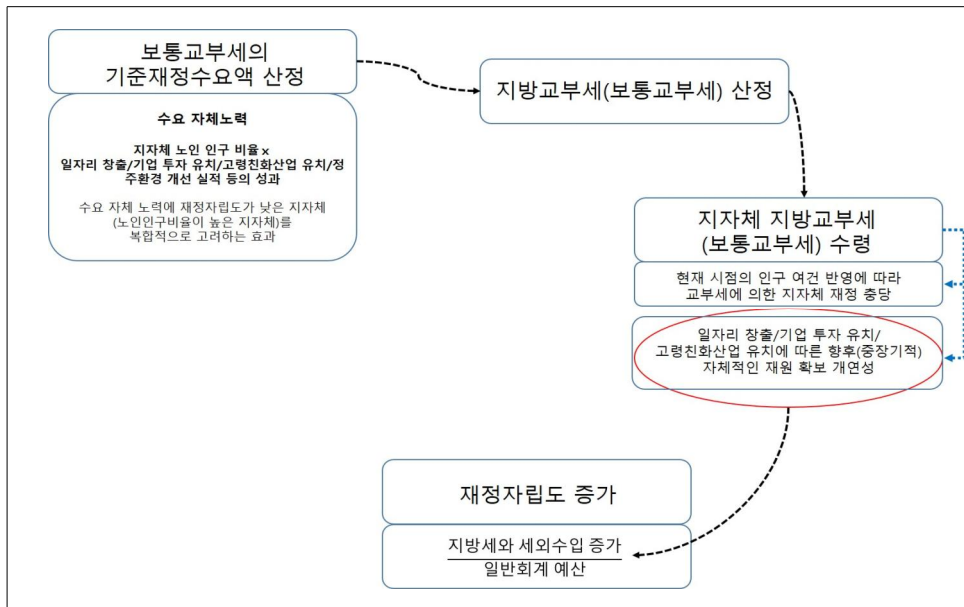 보통교부세의
기준재정수요액 산정
수요 자체노력
지자체 노인 인구 비율 x
일자리 창출/기업 투자 유치/고령친화산업 유치/정
주환경 개선 실적 등의 성과
수요 자체 노력에 재정자립도가 낮은 지자체
(노인인구비율이 높은 지자체)를
복합적으로 고려하는 효과
지방교부세(보통교부세) 산정
지자체 지방교부세
(보통교부세) 수령
현재 시점의 인구 여건 반영에 따라
교부세에 의한 지자체 재정 충당
일자리 창출/기업 투자 유치/
고령친화산업 유치에 따른 향후(중장기적)
자체적인 재원 확보 개연성
재정자립도 증가
지방세와 세외수입 증가
일반회계 예산